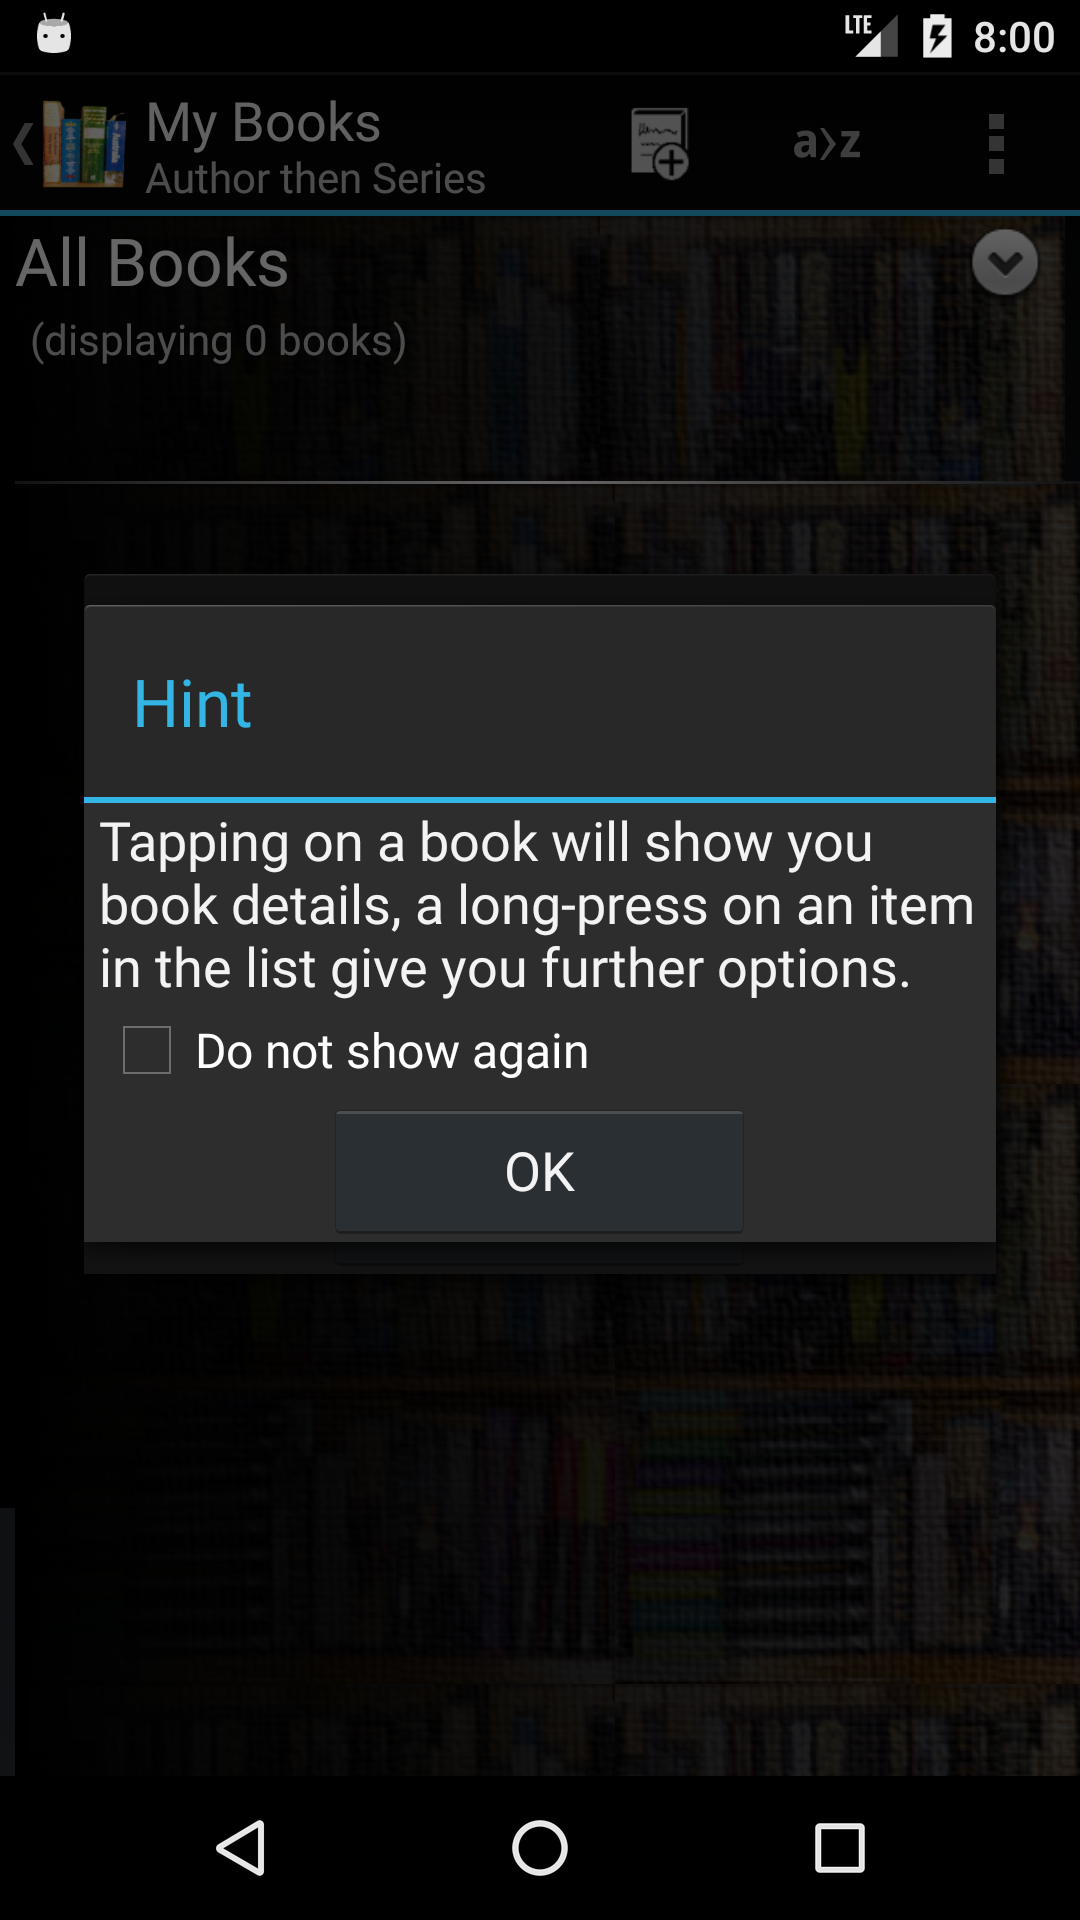 LTE 8:00
My Books
Author then Series
a›z
All Books
(displaying 0 books)
Hint
Tapping on a book will show you
book details, a long-press on an item
in the list give you further options.
Do not show again
OK